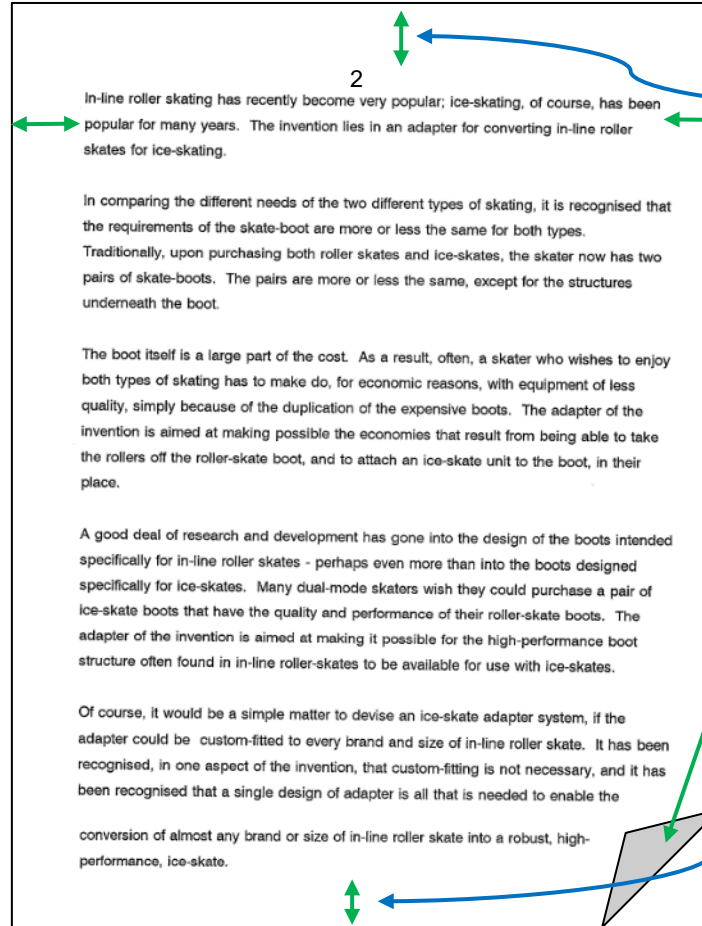 2
In-line roller skating has recently become very popular; ice-skating, of course, has been
popular for many years. The invention lies in an adapter for converting in-line roller
skates for ice-skating.
In comparing the different needs of the two different types of skating, it is recognised that
the requirements of the skate-boot are more or less the same for both types.
Traditionally, upon purchasing both roller skates and ice-skates, the skater now has two
pairs of skate-boots. The pairs are more or less the same, except for the structures
underneath the boot.
The boot itself is a large part of the cost. As a result, often, a skater who wishes to enjoy
both types of skating has to make do, for economic reasons, with equipment of less
quality, simply because of the duplication of the expensive boots. The adapter of the
invention is aimed at making possible the economies that result from being able to take
the rollers off the roller-skate boot, and to attach an ice-skate unit to the boot, in their
place.
A good deal of research and development has gone into the design of the boots intended
specifically for in-line roller skates - perhaps even more than into the boots designed
specifically for ice-skates. Many dual-mode skaters wish they could purchase a pair of
ice-skate boots that have the quality and performance of their roller-skate boots. The
adapter of the invention is aimed at making it possible for the high-performance boot
structure often found in in-line roller-skates to be available for use with ice-skates.
Of course, it would be a simple matter to devise an ice-skate adapter system, if the
adapter could be custom-fitted to every brand and size of in-line roller skate. It has been
recognised, in one aspect of the invention, that custom-fitting is not necessary, and it has
been recognised that a single design of adapter is all that is needed to enable the
conversion of almost any brand or size of in-line roller skate into a robust, high-
performance, ice-skate.